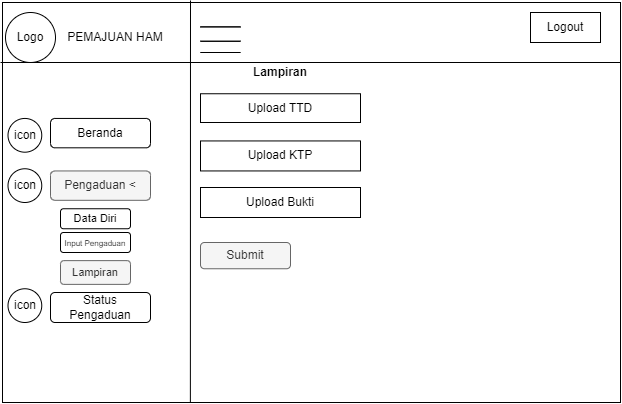 Logo
PEMAJUAN HAM
Logout
Lampiran
Upload TTD
Upload KTP
Upload Bukti
Submit
icon
Beranda
icon
Pengaduan <
Data Diri
Input Pengaduan
Lampiran
icon
Status
Pengaduan